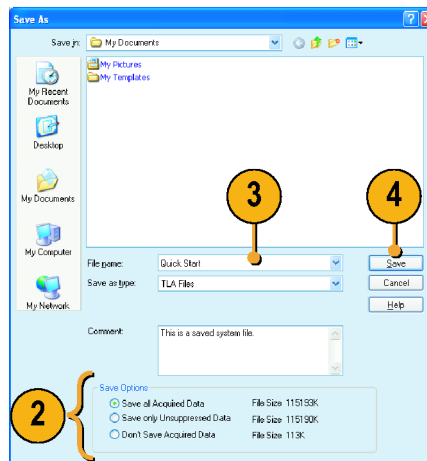 Save As
Save in: My Documents
My Pictures
My Templates
My Recent
Documents
Desktop
My Documents
My Computer
My Network
3
4
File name: Quick Start Save
Save as type: TLA Files Cancel
Help
Comment: This is a saved system file.
2
Save Options
Save all Acquired Data File Size 115193K
Save only Unsuppressed Data File Size 115190K
Don't Save Acquired Data File Size 113K